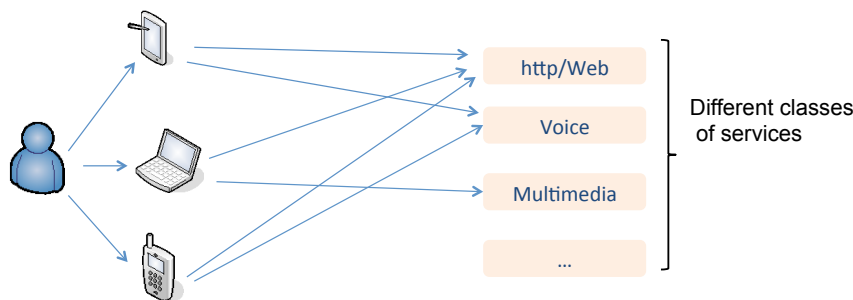 http/Web
Voice
Multimedia
...
Different classes
of services